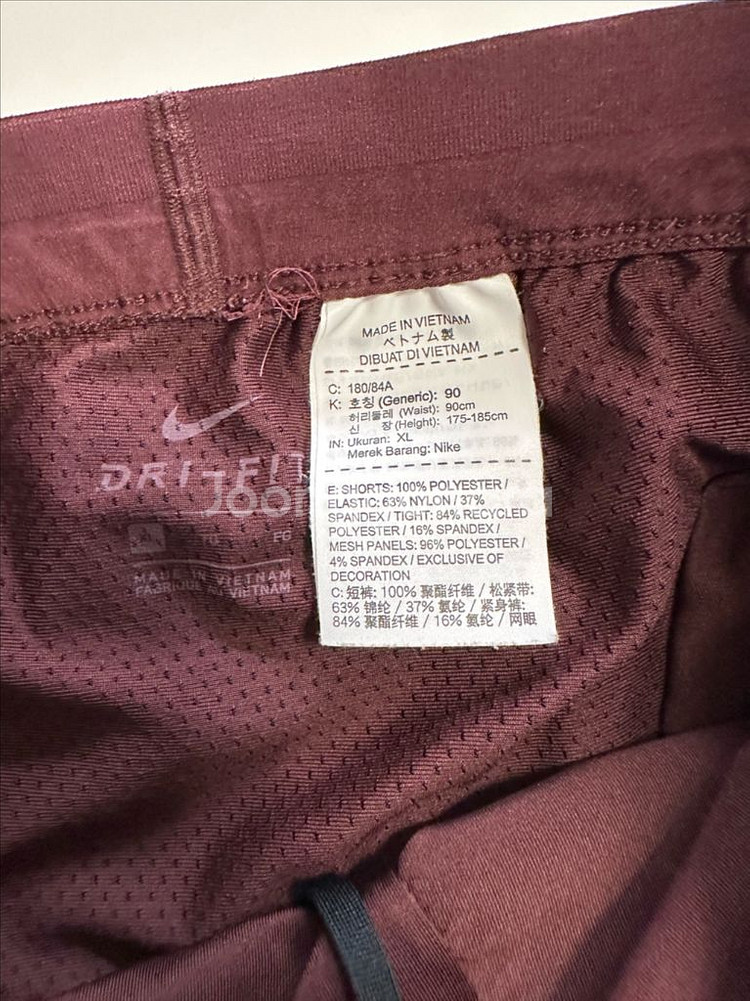 MADE IN VIETNAM
ベトナム製
DIBUAT DI VIETNAM
C: 180/84A
K: 호칭 (Generic): 90
허리둘레 (Waist): 90cm
신 장 (Height): 175-185cm
IN: Ukuran: XL
Merek Barang: Nike
E: SHORTS: 100% POLYESTER /
ELASTIC: 63% NYLON / 37%
SPANDEX / TIGHT: 84% RECYCLED
POLYESTER / 16% SPANDEX /
MESH PANELS: 96% POLYESTER /
4% SPANDEX / EXCLUSIVE OF
DECORATION
C: 短裤: 100% 聚酯纤维 / 松紧带:
63% 锦纶 / 37% 氨纶 / 紧身裤:
84% 聚酯纤维 / 16% 氨纶 / 网眼
DRI-FIT
MADE IN VIETNAM